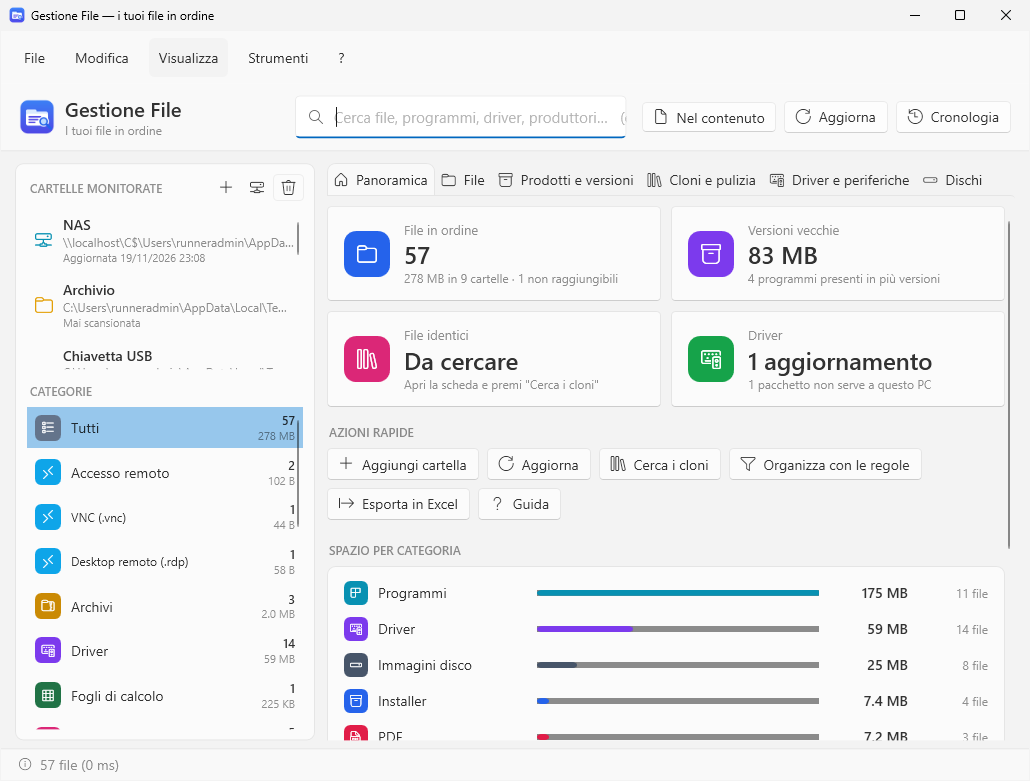 Gestione File — i tuoi file in ordine
File Modifica Visualizza Strumenti ?
Gestione File
I tuoi file in ordine
Cerca file, programmi, driver, produttori...
Nel contenuto
Aggiorna
Cronologia
CARTELLE MONITORATE
NAS
\\localhost\C$\Users\runneradmin\AppDa...
Aggiornata 19/11/2026 23:08
Archivio
C:\Users\runneradmin\AppData\Local\Te...
Mai scansionata
Chiavetta USB
CATEGORIE
Tutti 57
278 MB
Accesso remoto 2
102 B
VNC (.vnc) 1
44 B
Desktop remoto (.rdp) 1
58 B
Archivi 3
2.0 MB
Driver 14
59 MB
Fogli di calcolo 1
225 KB
Panoramica File Prodotti e versioni Cloni e pulizia Driver e periferiche Dischi
File in ordine
57
278 MB in 9 cartelle · 1 non raggiungibili
Versioni vecchie
83 MB
4 programmi presenti in più versioni
File identici
Da cercare
Apri la scheda e premi "Cerca i cloni"
Driver
1 aggiornamento
1 pacchetto non serve a questo PC
AZIONI RAPIDE
Aggiungi cartella Aggiorna Cerca i cloni Organizza con le regole
Esporta in Excel ? Guida
SPAZIO PER CATEGORIA
Programmi 175 MB 11 file
Driver 59 MB 14 file
Immagini disco 25 MB 8 file
Installer 7.4 MB 4 file
PDF 7.2 MB 3 file
57 file (0 ms)